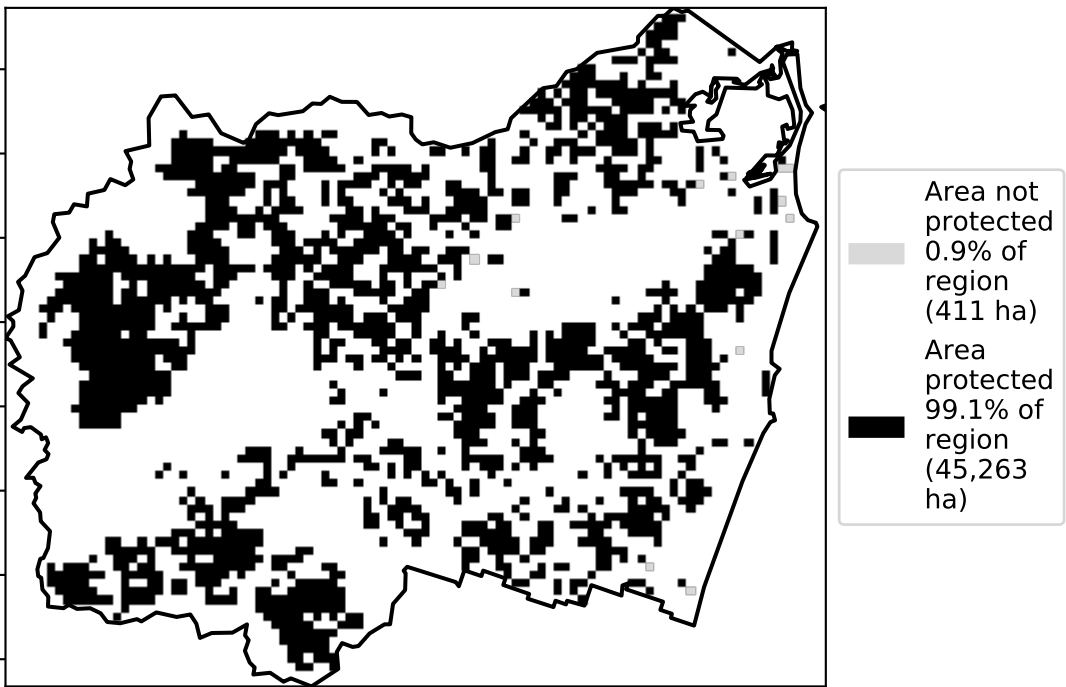 Area not
protected
0.9% of
region
(411 ha)
Area
protected
99.1% of
region
(45,263
ha)